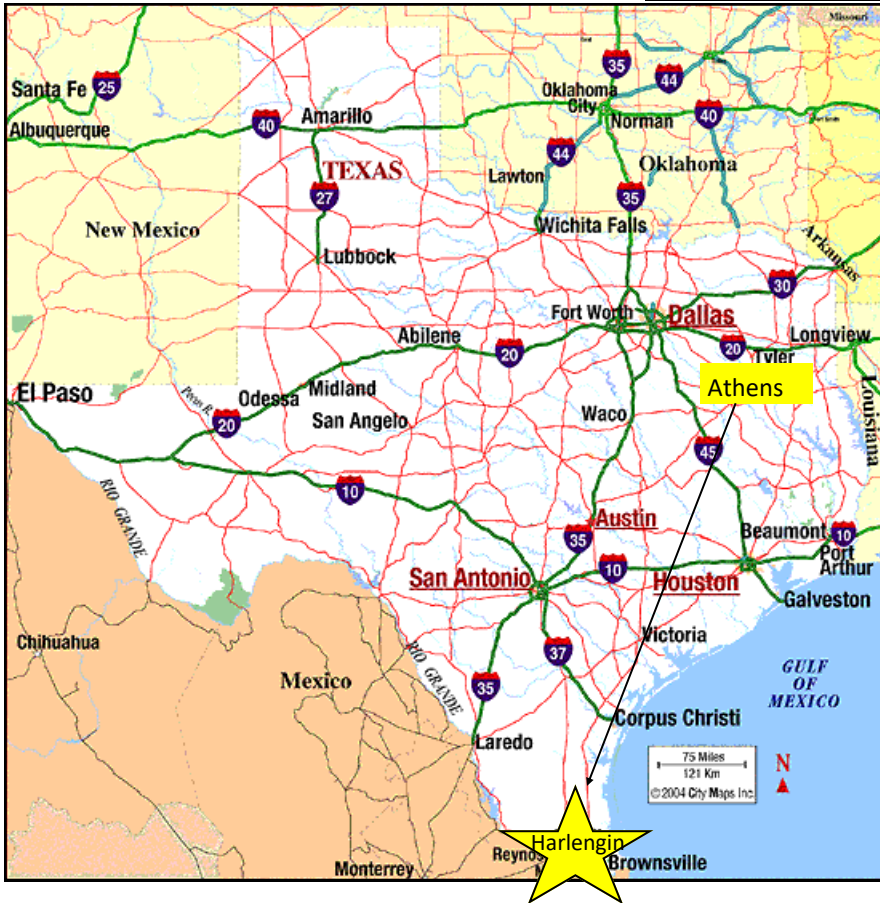 Missouri
Santa Fe
25
35
44
Oklahoma
City
Albuquerque
40
Amarillo
Norman
40
44
Oklahoma
TEXAS
Lawton
27
35
New Mexico
Wichita Falls
Arkansas
Lubbock
30
Fort Worth
Dallas
Abilene
20
20
Longview
Tyler
El Paso
Pecos R.
Odessa
Midland
Athens
San Angelo
Waco
Louisiana
20
45
10
RIO GRANDE
Austin
35
Beaumont
10
San Antonio
10
Houston
Port
Arthur
Galveston
Chihuahua
Victoria
RIO GRANDE
37
Mexico
35
GULF
OF
MEXICO
Corpus Christi
Laredo
75 Miles
121 Km
©2004 City Maps Inc.
N
Harlengin
Reynos
Brownsville
Monterrey